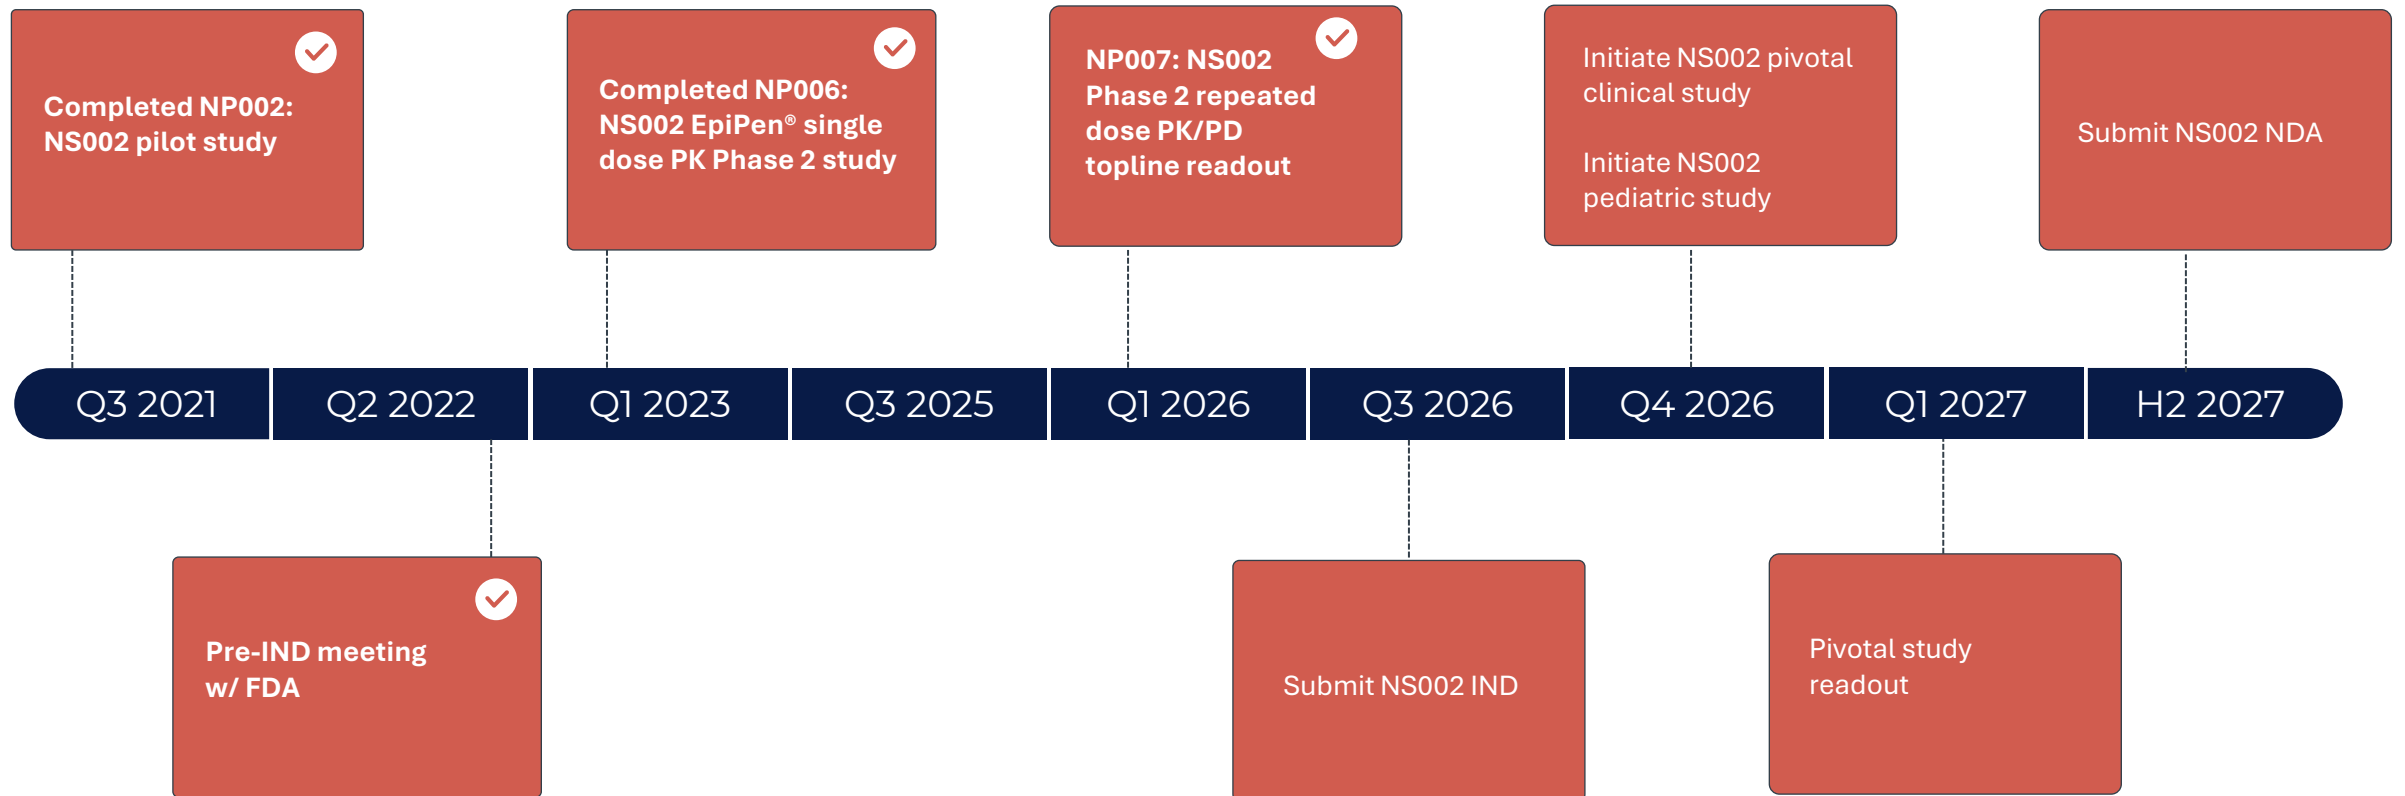 Completed NP002:
NS002 pilot study
Completed NP006:
NS002 EpiPen® single
dose PK Phase 2 study
NP007: NS002
Phase 2 repeated
dose PK/PD
topline readout
Initiate NS002 pivotal
clinical study
Initiate NS002
pediatric study
Submit NS002 NDA
Q3 2021
Q2 2022
Q1 2023
Q3 2025
Q1 2026
Q3 2026
Q4 2026
Q1 2027
H2 2027
Pre-IND meeting
w/ FDA
Submit NS002 IND
Pivotal study
readout